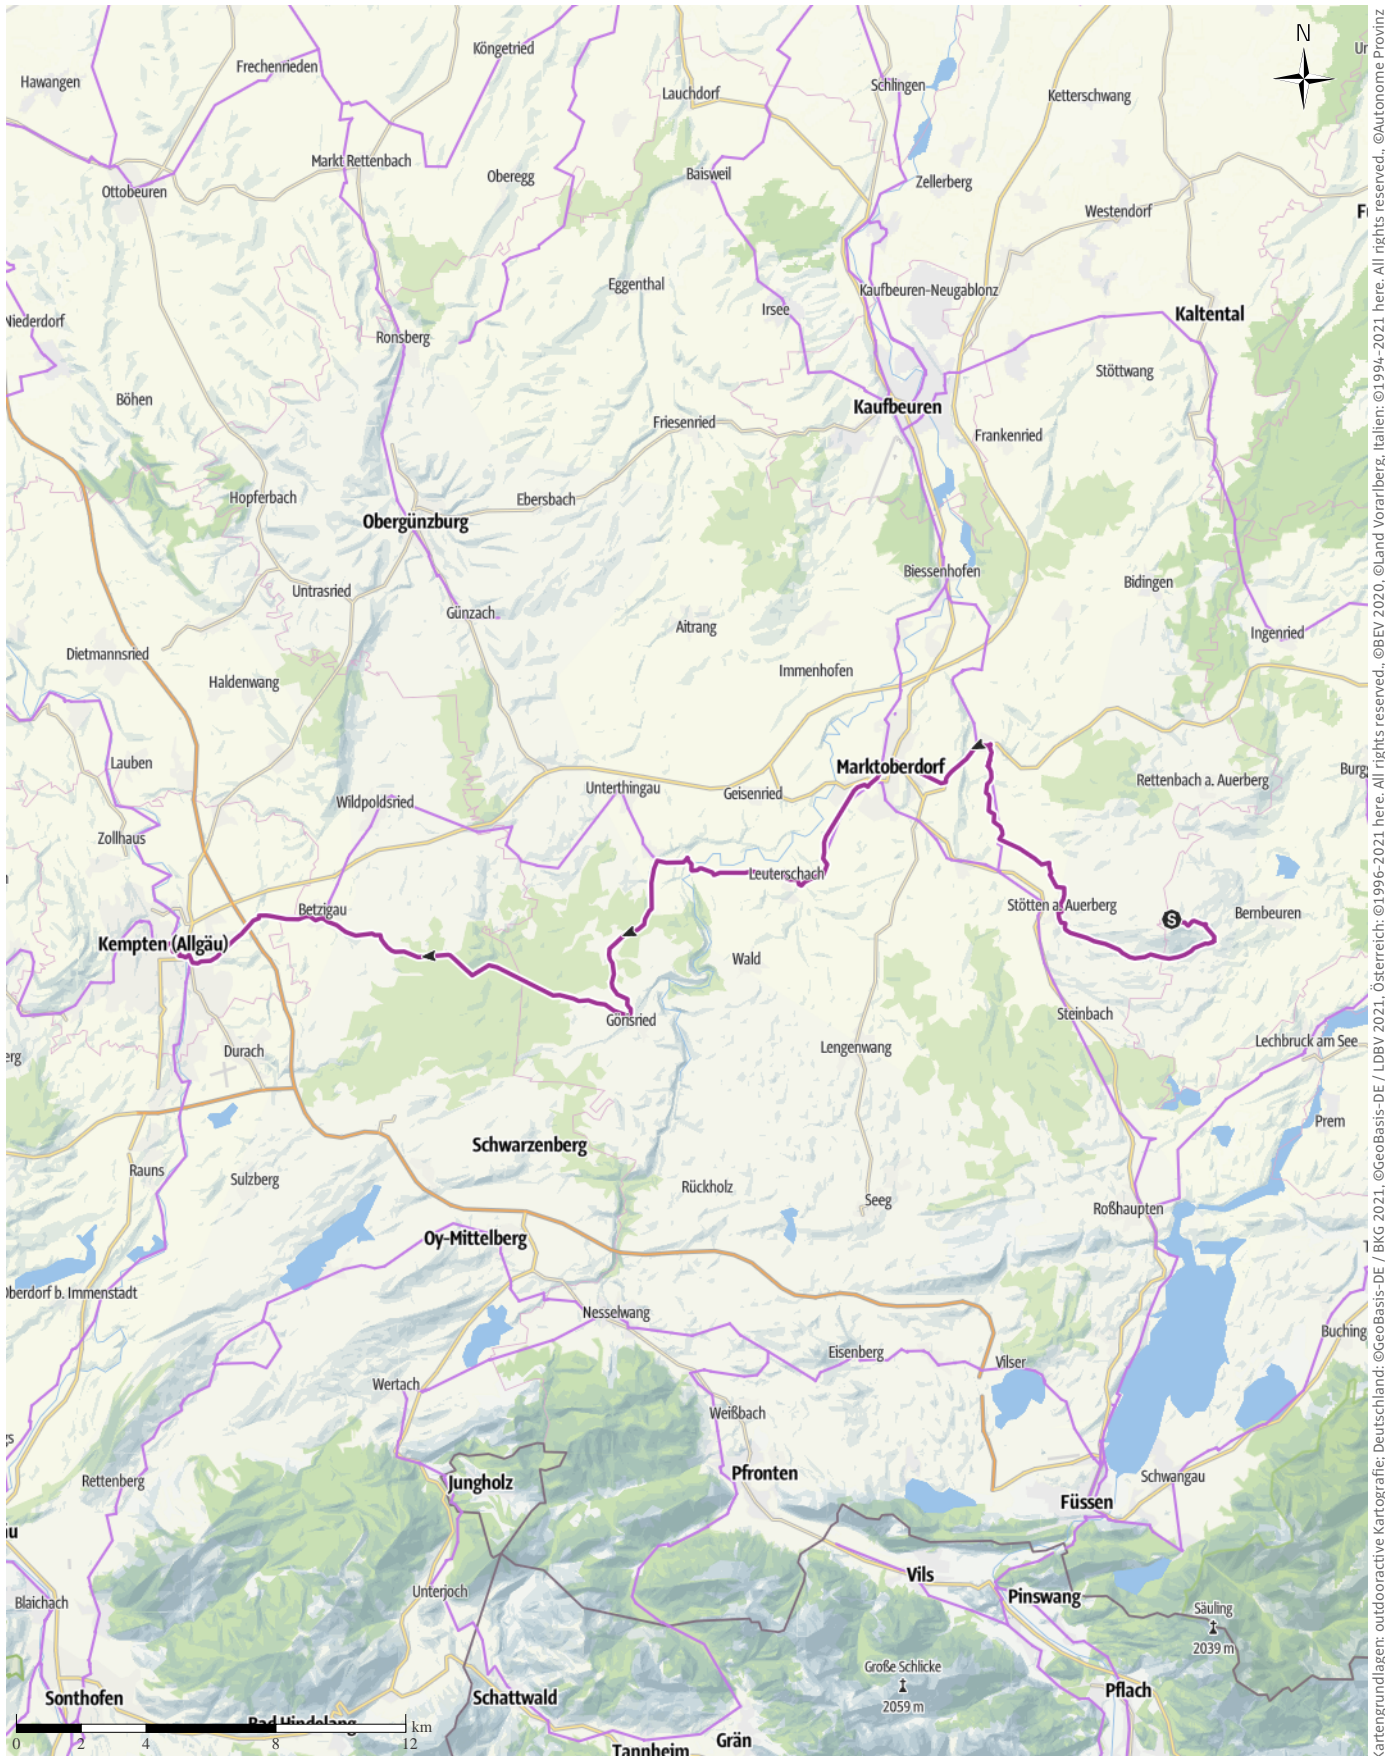 N
Köngetried
Frechenrieden
Hawangen
Schlingen
Lauchdorf
Ketterschwang
Markt Rettenbach
Oberegg
Baisweil
Zellerberg
Ottobeuren
Westendorf
Eggenthal
Kaufbeuren-Neugablonz
Irsee
Kaltental
Niederdorf
Ronsberg
Stöttwang
Böhen
Kaufbeuren
Friesenried
Frankenried
Hopferbach
Ebersbach
Obergünzburg
Biessenhofen
Bidingen
Untrasried
Günzach
Aitrang
Ingenried
Dietmannsried
Immenhofen
Haldenwang
Lauben
Marktoberdorf
Rettenbach a. Auerberg
Unterthingau
Geisenried
Wildpoldsried
Zollhaus
Leuterschach
Betzigau
Stötten a. Auerberg
S
Bernbeuren
Kempten (Allgäu)
Wald
Steinbach
Görisried
Lechbruck am See
Durach
Lengenwang
Prem
Schwarzenberg
Rauns
Sulzberg
Rückholz
Seeg
Roßhaupten
Oy-Mittelberg
Oberdorf b. Immenstadt
Nesselwang
Buching
Eisenberg
Vilser
Wertach
Weißbach
Rettenberg
Jungholz
Pfronten
Schwangau
Füssen
Vils
Unterjoch
Pinswang
Blaichach
Säuling
2039 m
Große Schlicke
2059 m
Pflach
Sonthofen
Schattwald
Bad Hindelang
Grän
Tannheim
km
0 2 4 8 12
artengrundlagen: outdooractive Kartografie; Deutschland: ©GeoBasis-DE / BKG 2021, ©GeoBasis-DE / LDBV 2021, Österreich: ©1996-2021 here. All rights reserved., ©BEV 2020, ©Land Vorarlberg, Italien: ©1994-2021 here. All rights reserved., ©Autonome Provinz